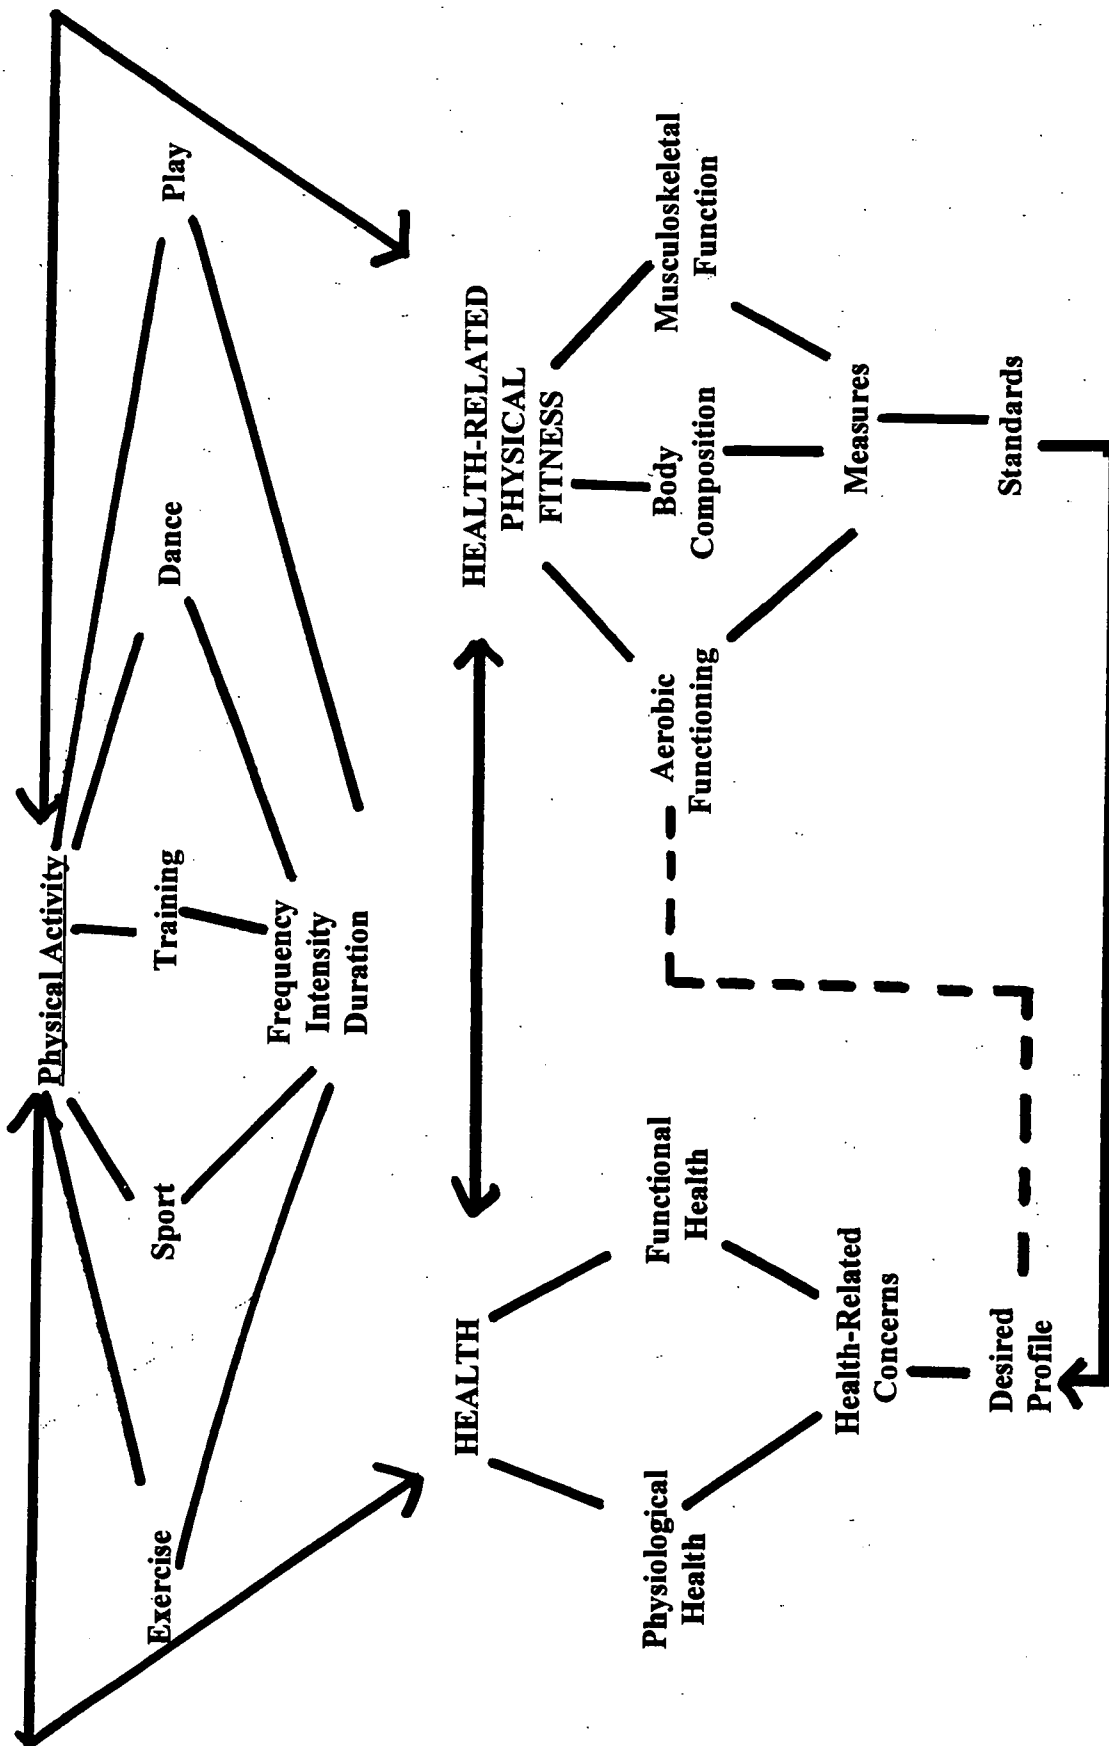 Physical Activity
Exercise
Sport
Training
Dance
Play
Frequency
Intensity
Duration
HEALTH
HEALTH-RELATED
PHYSICAL
FITNESS
Physiological
Health
Functional
Health
Aerobic
Functioning
Body
Composition
Musculoskeletal
Function
Health-Related
Concerns
Measures
Desired
Profile
Standards